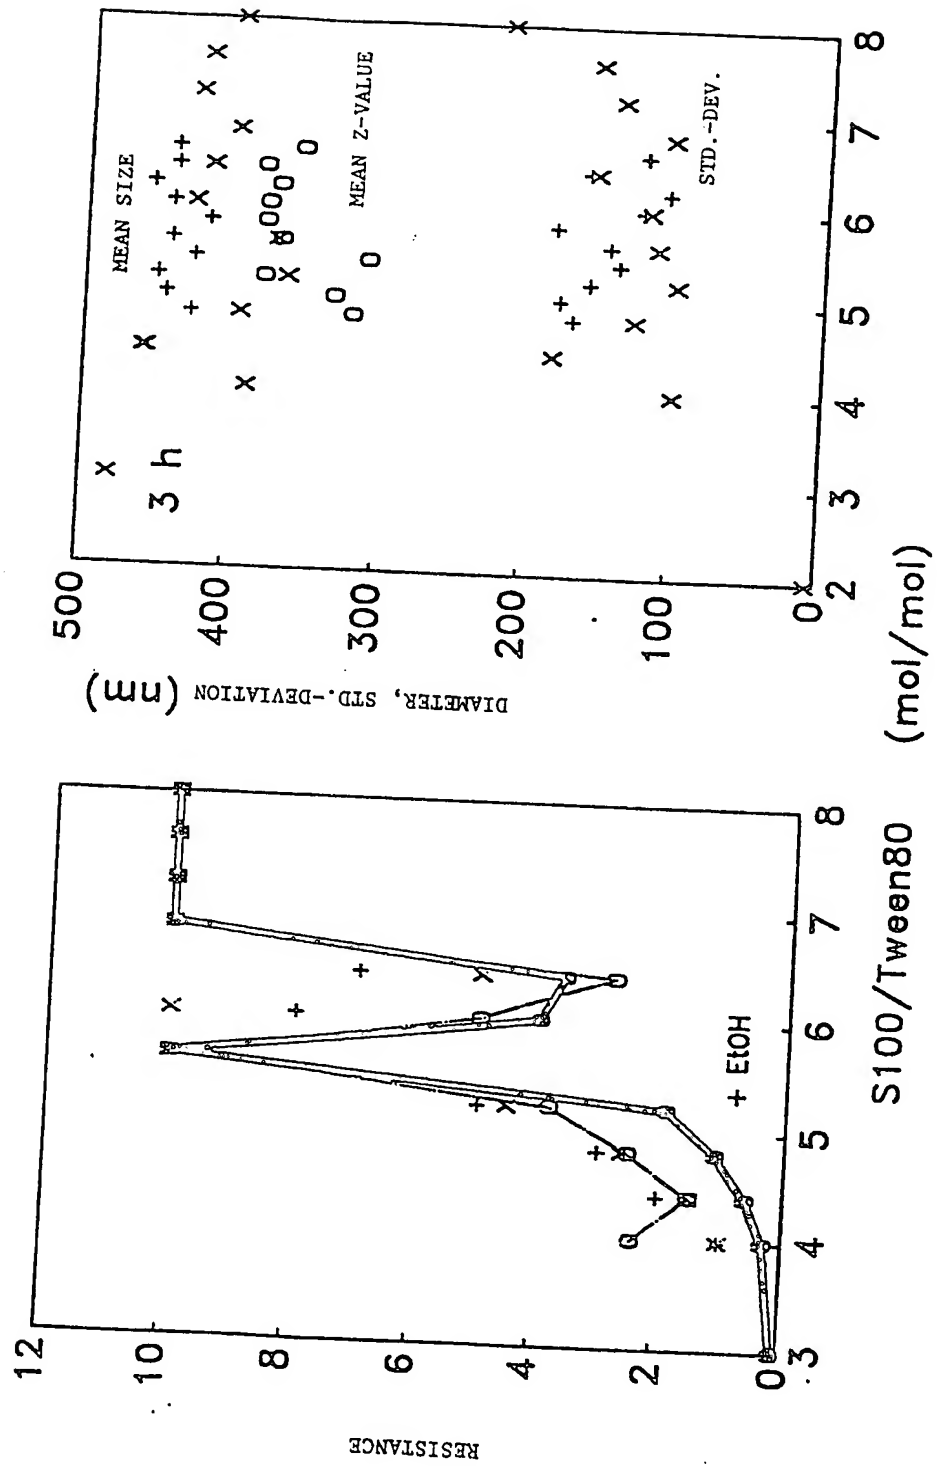 RESISTANCE
12
10
8
6
4
2
0
3
4
5
6
7
8
+ EtOH
S100/Tween80
(mol/mol)
DIAMETER, STD.-DEVIATION (nm)
500
400
300
200
100
0
2
3
4
5
6
7
8
3 h
MEAN SIZE
MEAN Z-VALUE
STD.-DEV.